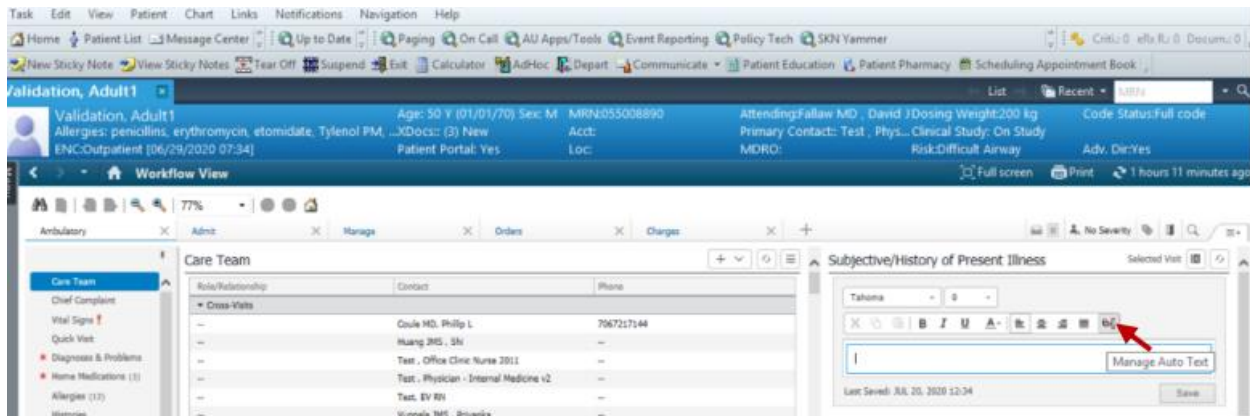 Task Edit View Patient Chart Links Notifications Navigation Help
Home Patient List Message Center Up to Date Paging On Call AU Apps/Tools Event Reporting Policy Tech SKN Yammer Criti.: 0
New Sticky Note View Sticky Notes Tear Off Suspend Exit Calculator AdHoc Depart Communicate Patient Education Patient Pharmacy Scheduling Appointment Book
Validation, Adult1 List Recent MRN
Validation, Adult1 Age: 50 Y (01/01/70) Sex: M MRN:055008890 Attending:Fallaw MD , David J Dosing Weight:200 kg Code Status:Full code
Allergies: penicillins, erythromycin, etomidate, Tylenol PM, ...XDocs:: (3) New Acct: Primary Contact:: Test , Phys... Clinical Study: On Study
ENC:Outpatient [06/29/2020 07:34] Patient Portal: Yes Loc: MDRO: Risk:Difficult Airway Adv. Dir:Yes
Workflow View Full screen Print 1 hours 11 minutes ago
77%
Ambulatory Admit Manage Orders Charges No Severity
Care Team Subjective/History of Present Illness Selected Visit
Care Team Role/Relationship Contact Phone Tahoma
Chief Complaint Cross-Visits
Vital Signs -- Coule MD, Phillip L 7067217144 B I U A
Quick Visit -- Huang JMS , Shi --
Diagnoses & Problems -- Test , Office Clinic Nurse 2011 -- Manage Auto Text
Home Medications (3) -- Test , Physician - Internal Medicine v2 --
Allergies (12) -- Test, EV RN -- Last Saved: JUL 20, 2020 12:34 Save
Histories